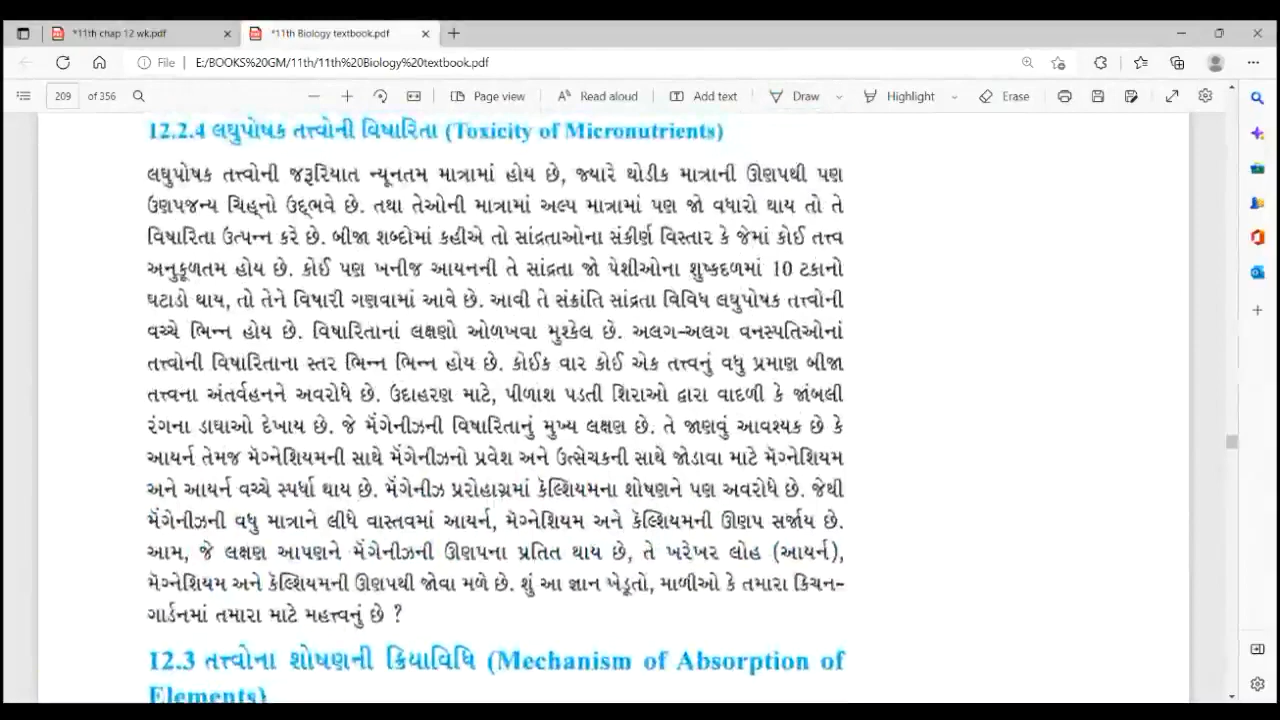 *11th chap 12 wk.pdf
*11th Biology textbook.pdf
File
E:/BOOKS%20GM/11th/11th%20Biology%20textbook.pdf
209 of 356
Page view
Read aloud
Add text
Draw
Highlight
Erase
12.2.4 લઘુપોષક તત્ત્વોની વિષારિતા (Toxicity of Micronutrients)
લઘુપોષક તત્ત્વોની જરૂરિયાત ન્યૂનતમ માત્રામાં હોય છે, જ્યારે થોડીક માત્રાની ઊણપથી પણ
ઉણપજન્ય ચિહ્નો ઉદ્ભવે છે. તથા તેઓની માત્રામાં અલ્પ માત્રામાં પણ જો વધારો થાય તો તે
વિષારિતા ઉત્પન્ન કરે છે. બીજા શબ્દોમાં કહીએ તો સાંદ્રતાઓના સંકીર્ણ વિસ્તાર કે જેમાં કોઈ તત્ત્વ
અનુકૂળતમ હોય છે. કોઈ પણ ખનીજ આયનની તે સાંદ્રતા જો પેશીઓના શુષ્કદળમાં 10 ટકાનો
ઘટાડો થાય, તો તેને વિષારી ગણવામાં આવે છે. આવી તે સંક્રાંતિ સાંદ્રતા વિવિધ લઘુપોષક તત્ત્વોની
વચ્ચે ભિન્ન હોય છે. વિષારિતાનાં લક્ષણો ઓળખવા મુશ્કેલ છે. અલગ-અલગ વનસ્પતિઓનાં
તત્ત્વોની વિષારિતાના સ્તર ભિન્ન ભિન્ન હોય છે. કોઈક વાર કોઈ એક તત્ત્વનું વધુ પ્રમાણ બીજા
તત્ત્વના અંતર્વહનને અવરોધે છે. ઉદાહરણ માટે, પીળાશ પડતી શિરાઓ દ્વારા વાદળી કે જાંબલી
રંગના ડાઘાઓ દેખાય છે. જે મૅંગેનીઝની વિષારિતાનું મુખ્ય લક્ષણ છે. તે જાણવું આવશ્યક છે કે
આયર્ન તેમજ મૅગ્નેશિયમની સાથે મૅંગેનીઝનો પ્રવેશ અને ઉત્સેચકની સાથે જોડાવા માટે મૅગ્નેશિયમ
અને આયર્ન વચ્ચે સ્પર્ધા થાય છે. મૅંગેનીઝ પ્રરોહાગ્રમાં કૅલ્શિયમના શોષણને પણ અવરોધે છે. જેથી
મૅંગેનીઝની વધુ માત્રાને લીધે વાસ્તવમાં આયર્ન, મૅગ્નેશિયમ અને કૅલ્શિયમની ઊણપ સર્જાય છે.
આમ, જે લક્ષણ આપણને મૅંગેનીઝની ઊણપના પ્રતિત થાય છે, તે ખરેખર લોહ (આયર્ન),
મૅગ્નેશિયમ અને કૅલ્શિયમની ઊણપથી જોવા મળે છે. શું આ જ્ઞાન ખેડૂતો, માળીઓ કે તમારા કિચન-
ગાર્ડનમાં તમારા માટે મહત્ત્વનું છે ?
12.3 તત્ત્વોના શોષણની ક્રિયાવિધિ (Mechanism of Absorption of
Elements)